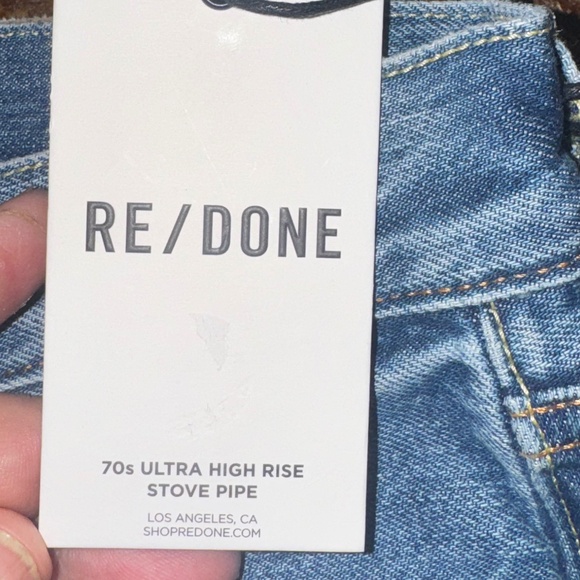 RE/DONE
70s ULTRA HIGH RISE
STOVE PIPE
LOS ANGELES, CA
SHOPREDONE.COM